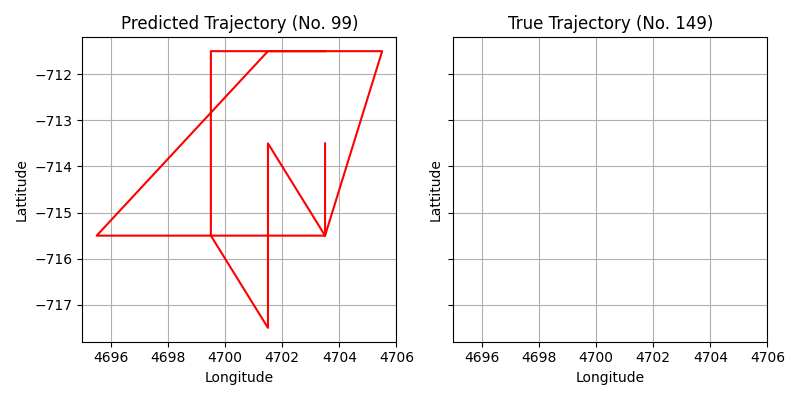 Predicted Trajectory (No. 99)
True Trajectory (No. 149)
Lattitude
−712
−713
−714
−715
−716
−717
4696 4698 4700 4702 4704 4706
Longitude
Lattitude
4696 4698 4700 4702 4704 4706
Longitude